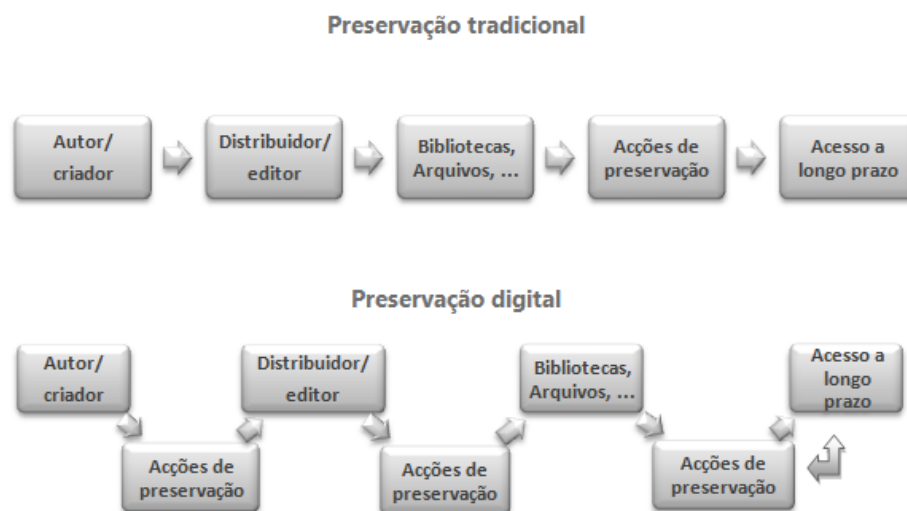 Preservação tradicional
Autor/
criador
Distribuidor/
editor
Bibliotecas,
Arquivos, ...
Acções de
preservação
Acesso a
longo prazo
Preservação digital
Autor/
criador
Acções de
preservação
Distribuidor/
editor
Acções de
preservação
Bibliotecas,
Arquivos, ...
Acções de
preservação
Acesso a
longo
prazo